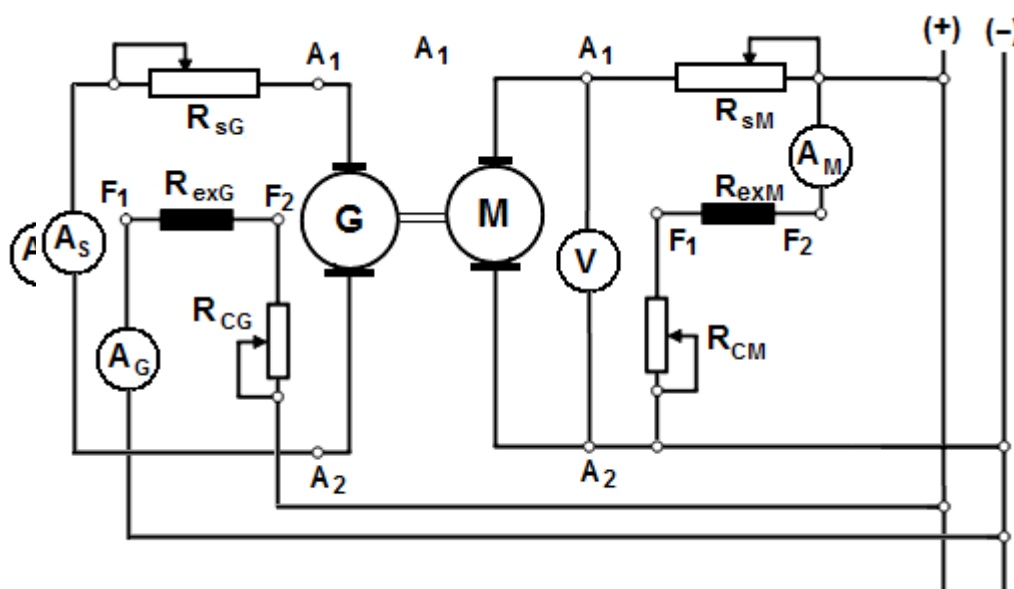 (+) (–)
A1 A1 A1
RsG RsM
AM
F1 RexG F2 RexM
F1 F2
A AS G M V
RCG RCM
AG
A2 A2